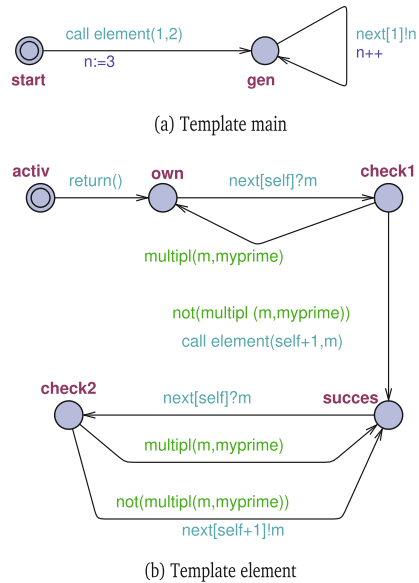 call element(1,2)
n:=3
start
gen
next[1]!n
n++
(a) Template main
activ
own
check1
return()
next[self]?m
multipl(m,myprime)
not(multipl (m,myprime))
call element(self+1,m)
check2
succes
next[self]?m
multipl(m,myprime)
not(multipl(m,myprime))
next[self+1]!m
(b) Template element